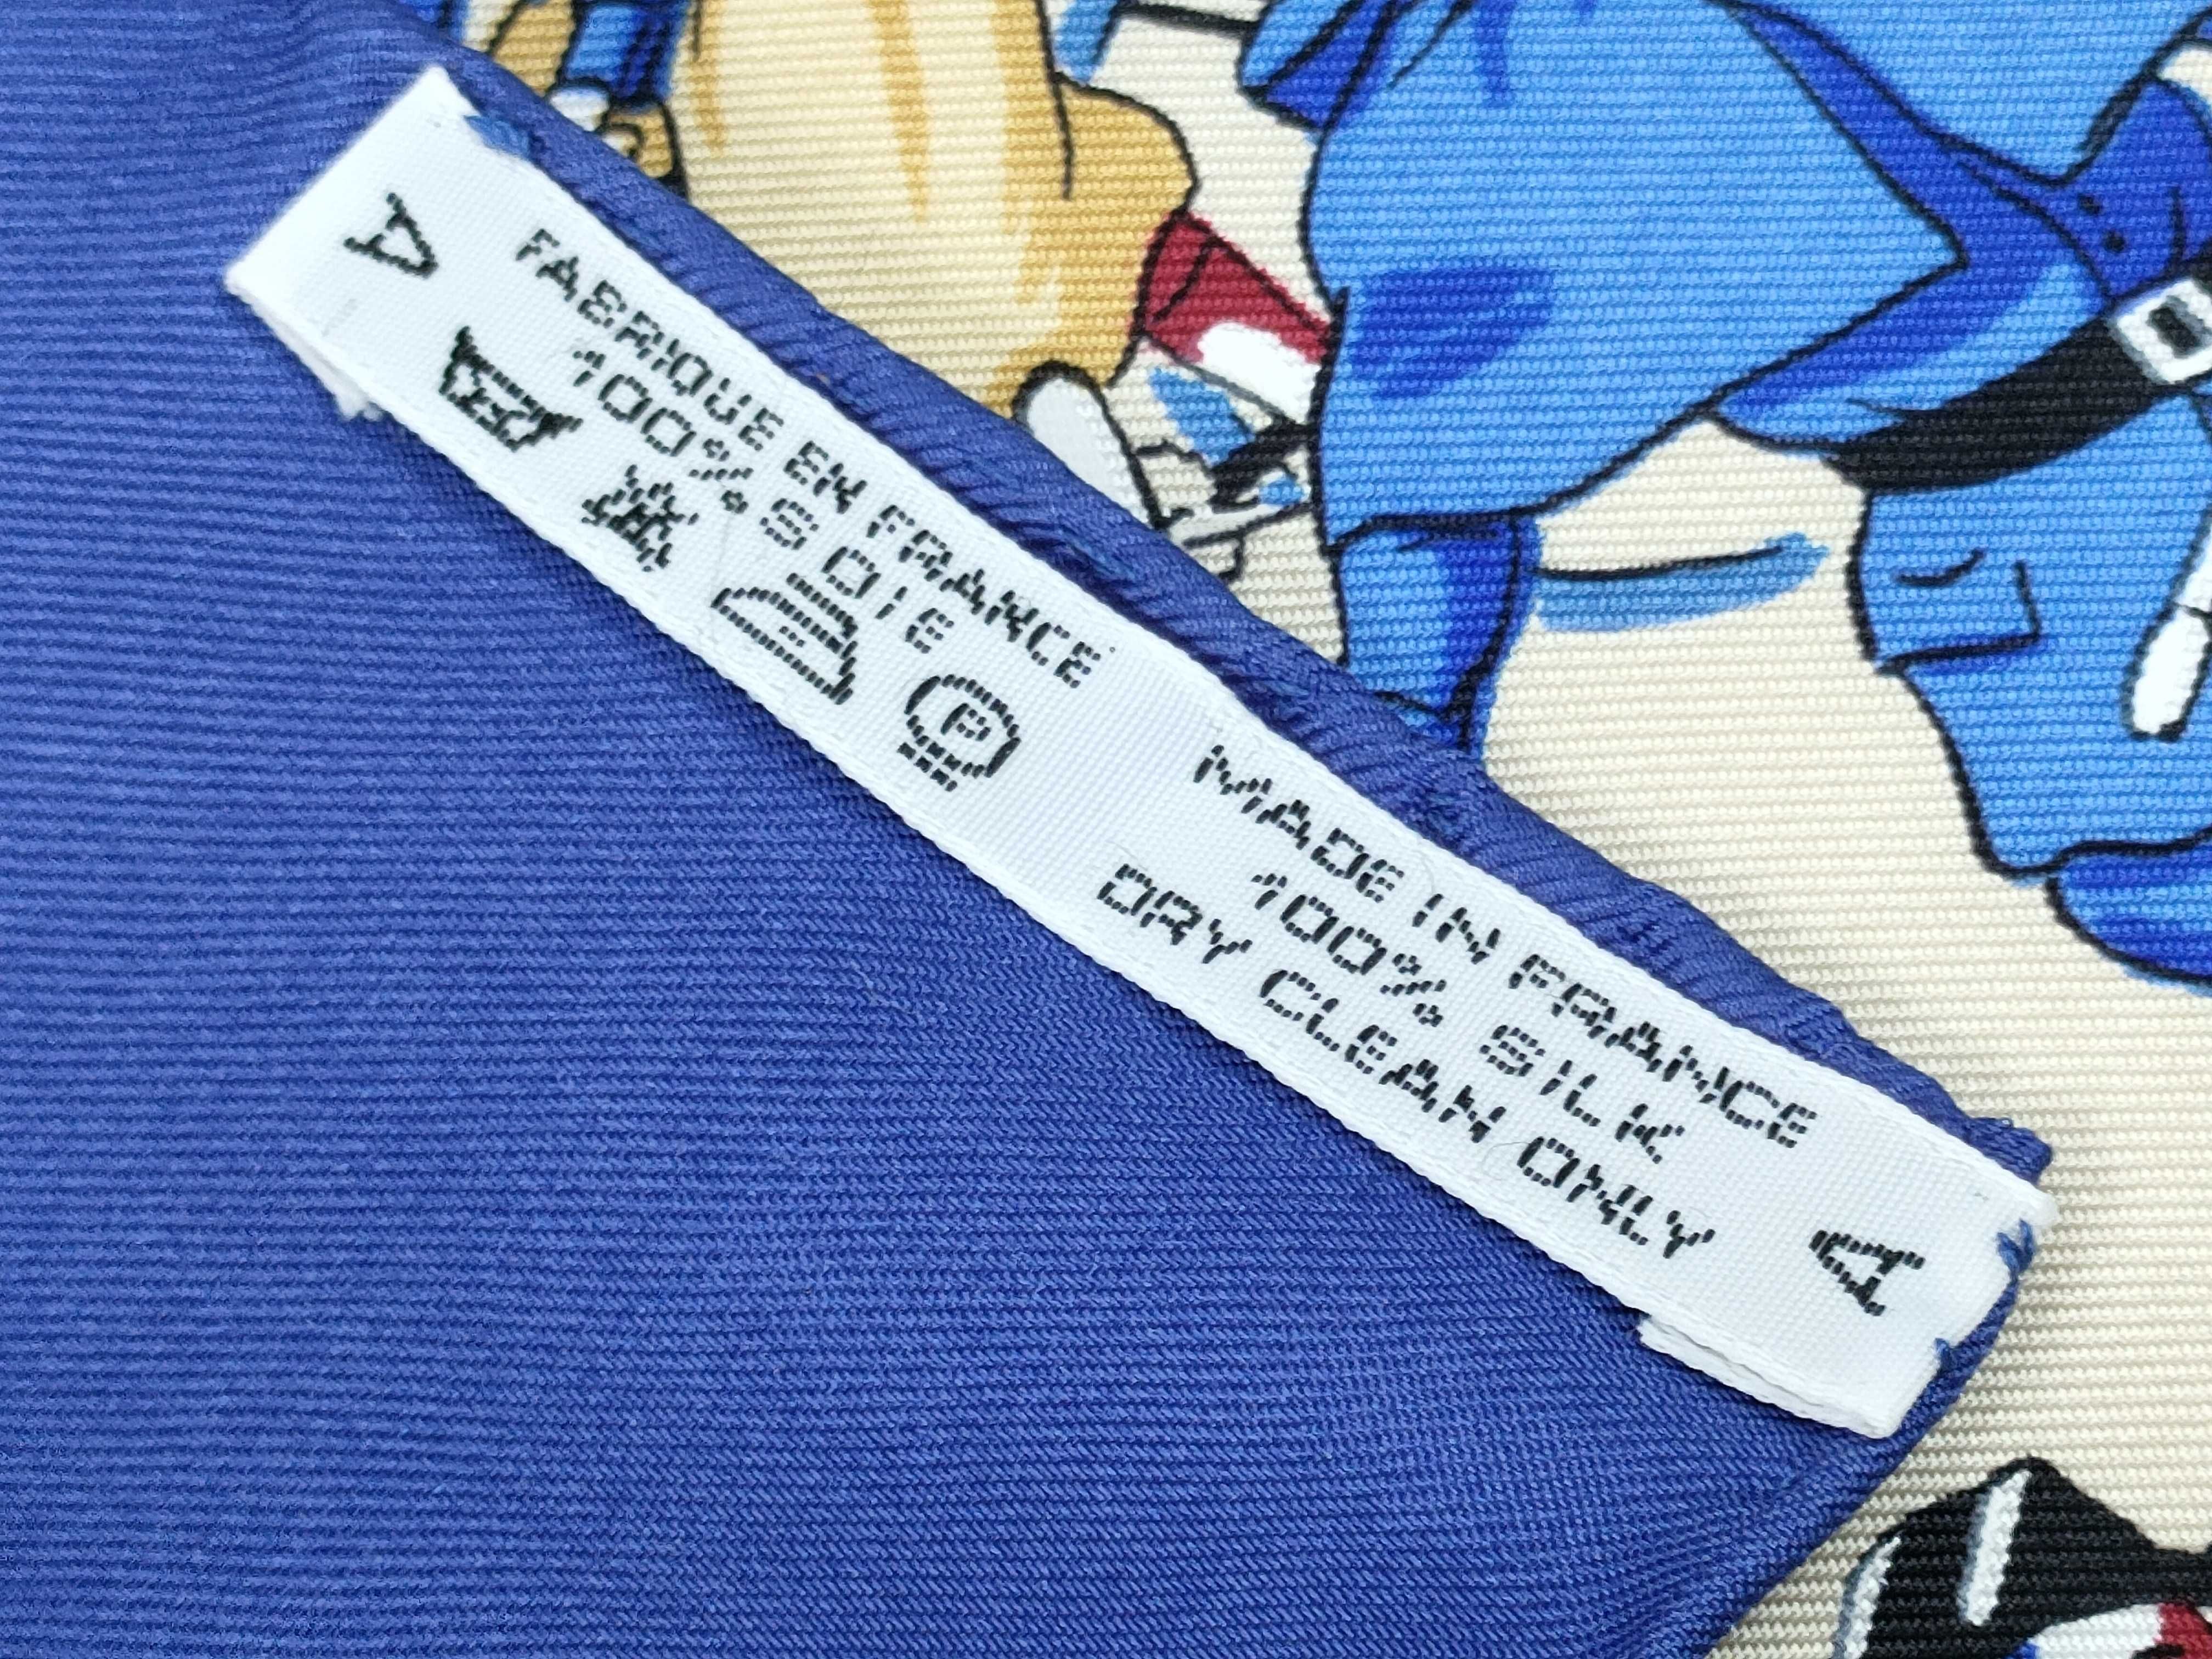 A
FABRIQUE EN FRANCE
100% SOIE
P
MADE IN FRANCE
100% SILK
DRY CLEAN ONLY
A